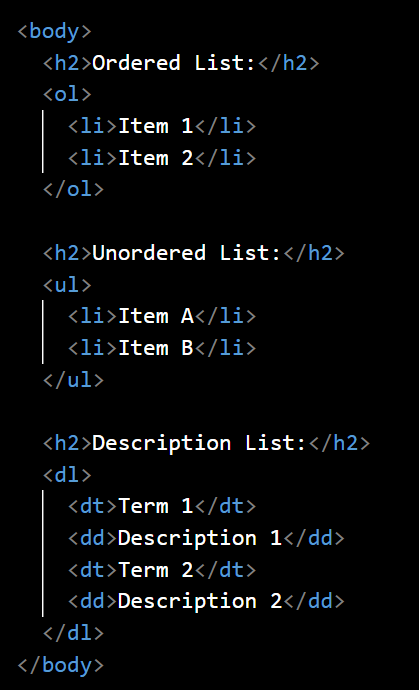 <body>
<h2>Ordered List:</h2>
<ol>
<li>Item 1</li>
<li>Item 2</li>
</ol>
<h2>Unordered List:</h2>
<ul>
<li>Item A</li>
<li>Item B</li>
</ul>
<h2>Description List:</h2>
<dl>
<dt>Term 1</dt>
<dd>Description 1</dd>
<dt>Term 2</dt>
<dd>Description 2</dd>
</dl>
</body>